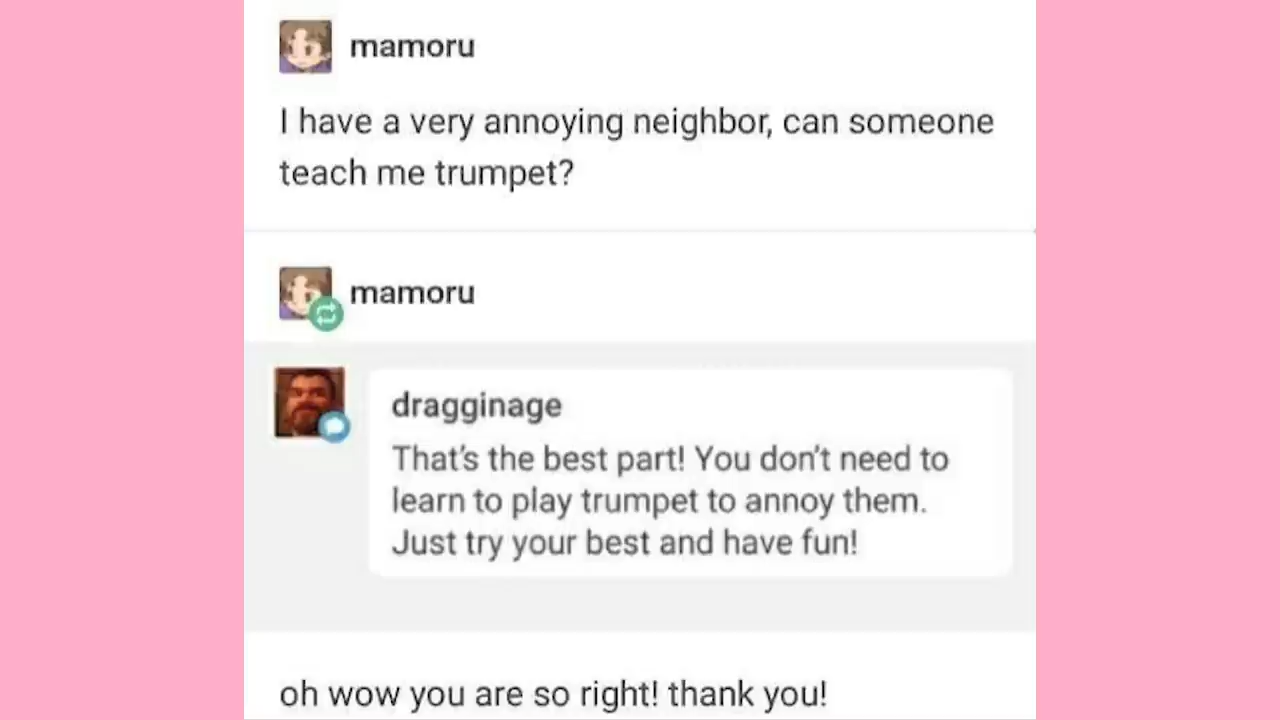 mamoru
I have a very annoying neighbor, can someone
teach me trumpet?
mamoru
dragginage
That's the best part! You don't need to
learn to play trumpet to annoy them.
Just try your best and have fun!
oh wow you are so right! thank you!